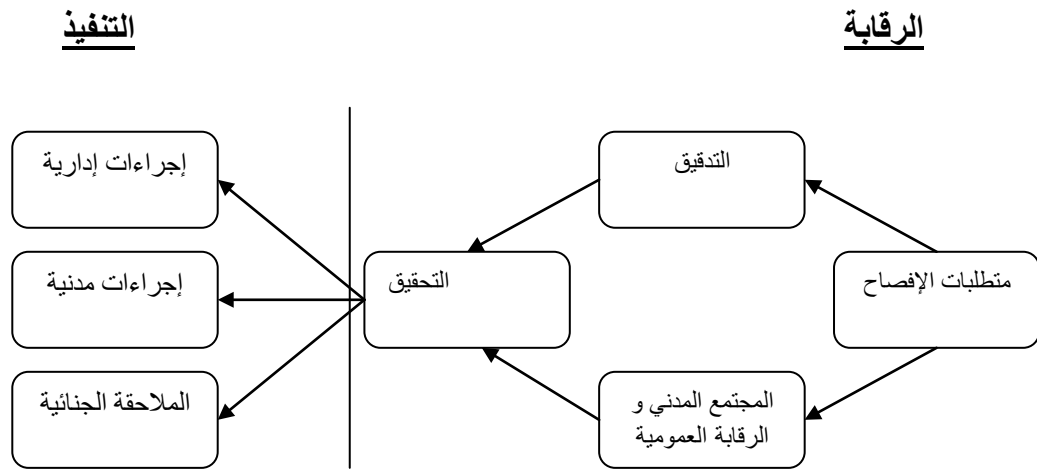 الرقابة
التنفيذ
التدقيق
إجراءات إدارية
متطلبات الإفصاح
التحقيق
إجراءات مدنية
المجتمع المدني و
الرقابة العمومية
الملاحقة الجنائية